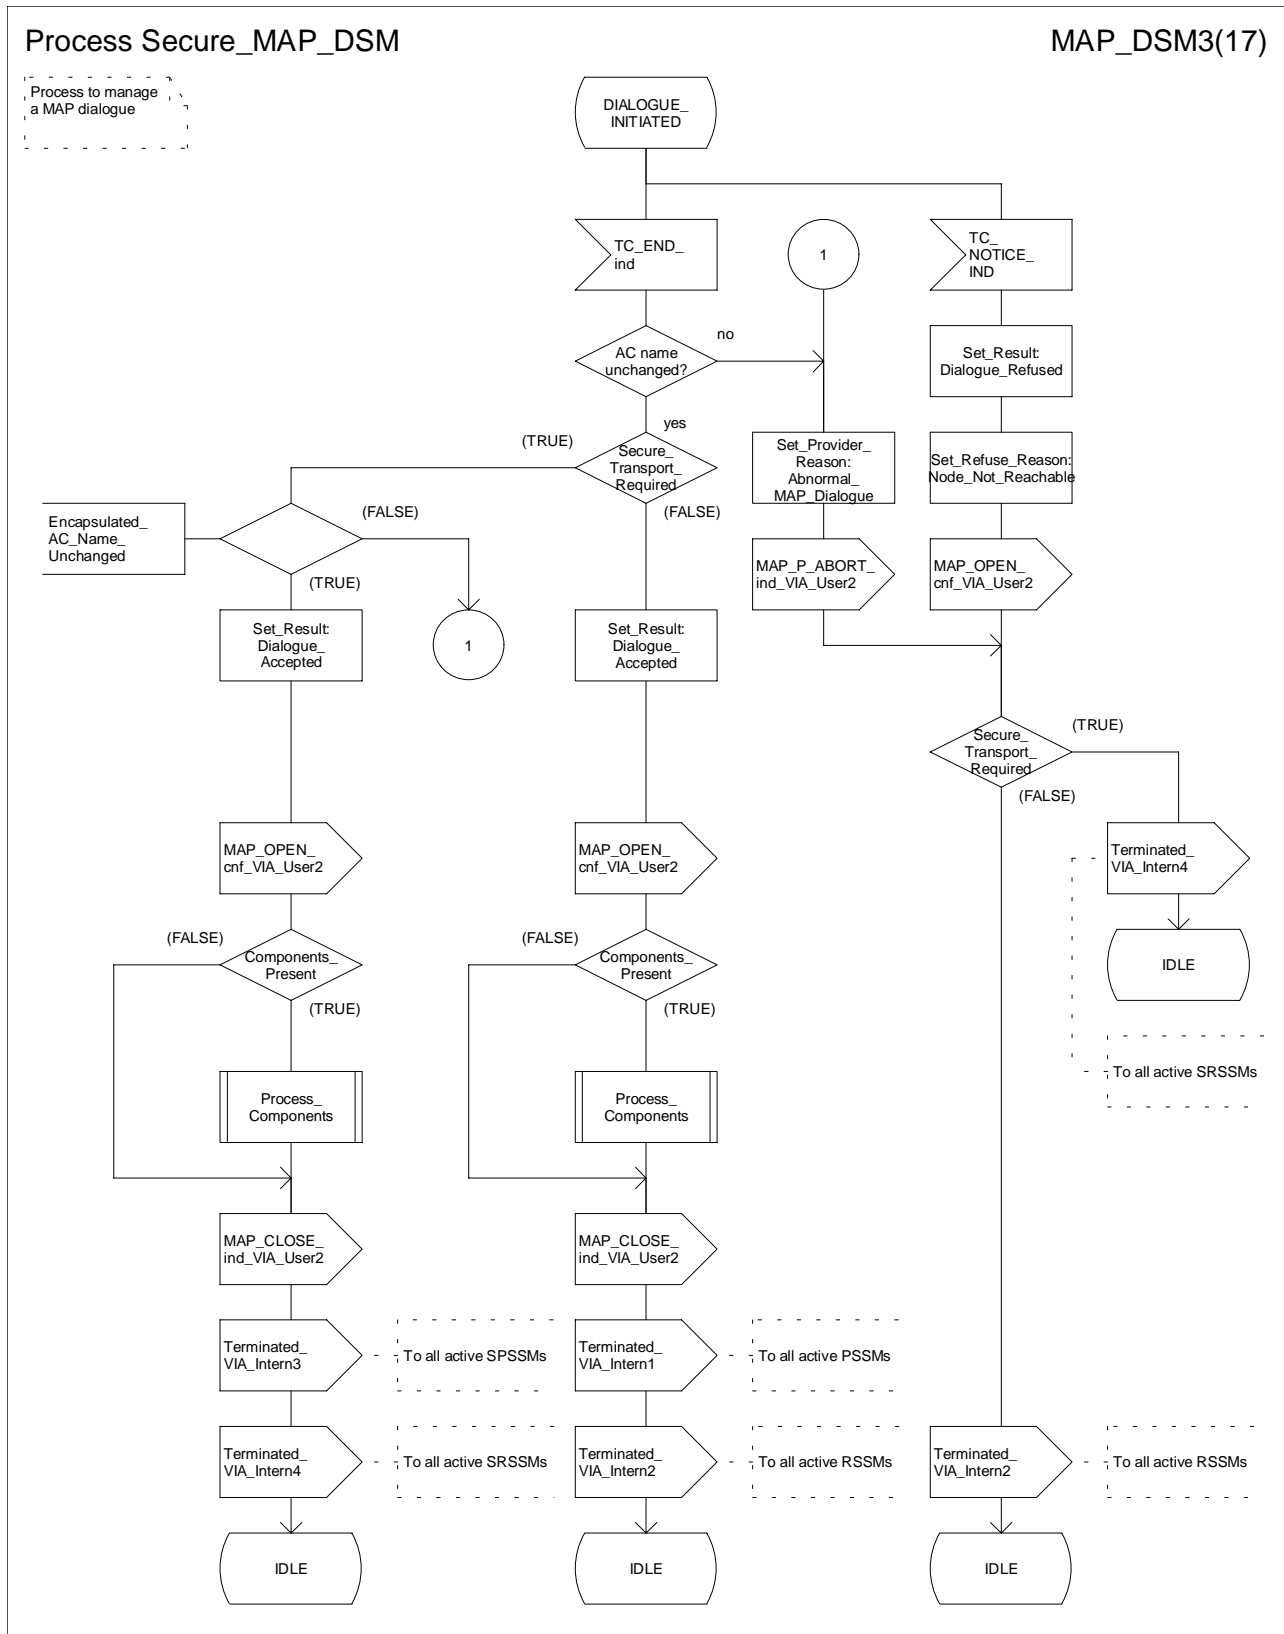 Process Secure_MAP_DSM
MAP_DSM3(17)
Process to manage
a MAP dialogue
DIALOGUE_
INITIATED
TC_END_
ind
1
TC_
NOTICE_
IND
AC name
unchanged?
no
yes
Set_Result:
Dialogue_Refused
(TRUE)
Secure_
Transport_
Required
(FALSE)
Set_Provider_
Reason:
Abnormal_
MAP_Dialogue
Set_Refuse_Reason:
Node_Not_Reachable
Encapsulated_
AC_Name_
Unchanged
(FALSE)
(TRUE)
MAP_P_ABORT_
ind_VIA_User2
MAP_OPEN_
cnf_VIA_User2
Set_Result:
Dialogue_
Accepted
1
Set_Result:
Dialogue_
Accepted
Secure_
Transport_
Required
(TRUE)
(FALSE)
MAP_OPEN_
cnf_VIA_User2
MAP_OPEN_
cnf_VIA_User2
Terminated_
VIA_Intern4
(FALSE)
Components_
Present
(TRUE)
(FALSE)
Components_
Present
(TRUE)
IDLE
To all active SRSSMs
Process_
Components
Process_
Components
MAP_CLOSE_
ind_VIA_User2
MAP_CLOSE_
ind_VIA_User2
Terminated_
VIA_Intern3
To all active SPSSMs
Terminated_
VIA_Intern1
To all active PSSMs
Terminated_
VIA_Intern4
To all active SRSSMs
Terminated_
VIA_Intern2
To all active RSSMs
Terminated_
VIA_Intern2
To all active RSSMs
IDLE
IDLE
IDLE